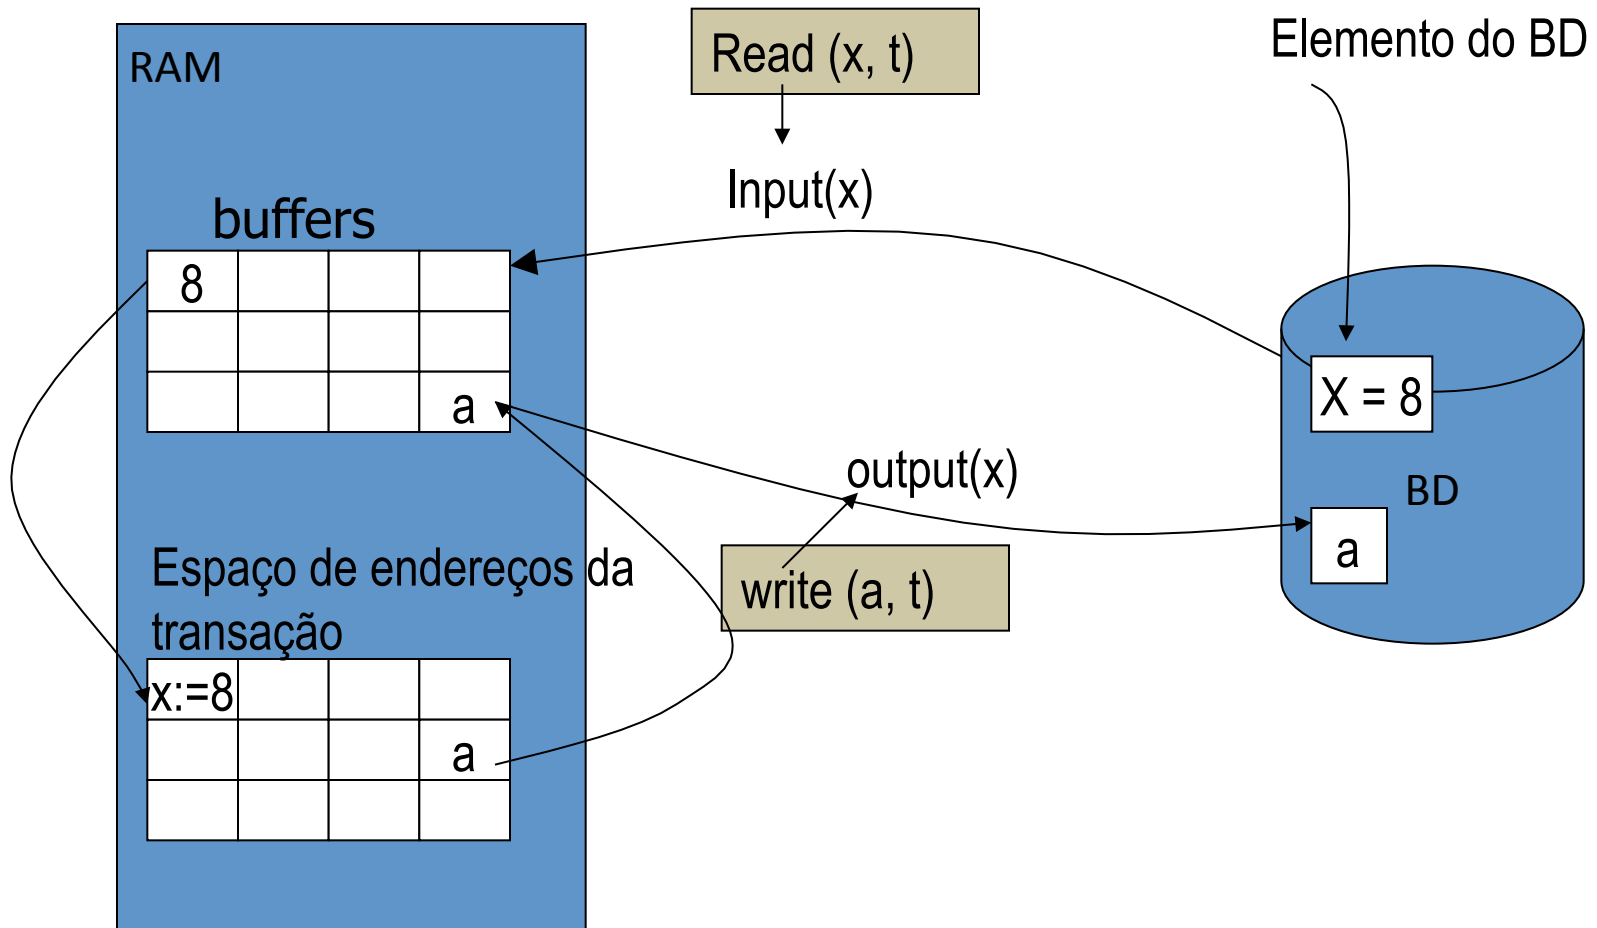 Read (x, t)
Elemento do BD
RAM
Input(x)
buffers
8
a
X = 8
output(x)
BD
a
Espaço de endereços da
transação
write (a, t)
x:=8
a